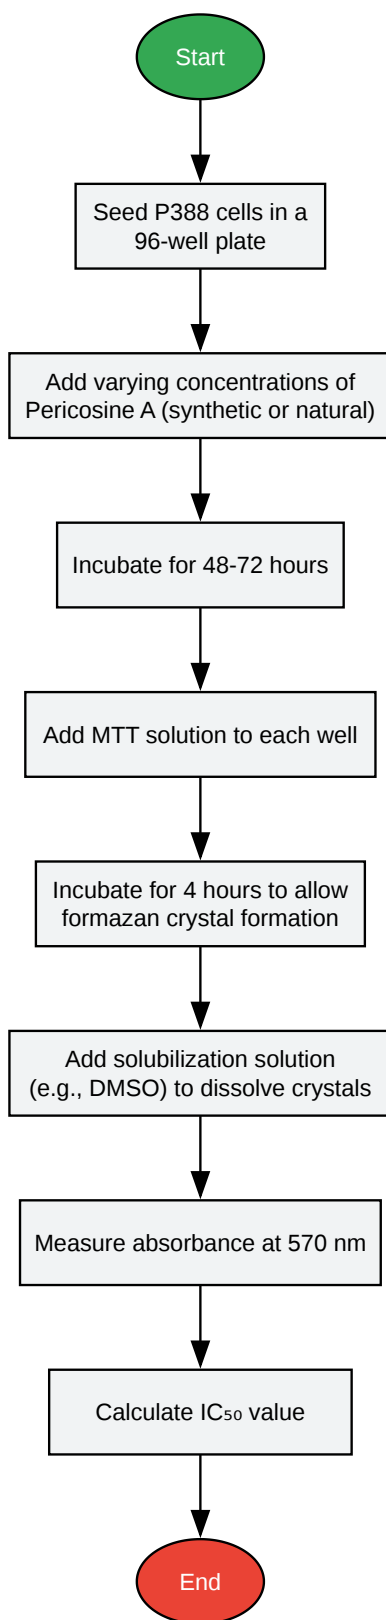 Start
Seed P388 cells in a
96-well plate
Add varying concentrations of
Pericosine A (synthetic or natural)
Incubate for 48-72 hours
Add MTT solution to each well
Incubate for 4 hours to allow
formazan crystal formation
Add solubilization solution
(e.g., DMSO) to dissolve crystals
Measure absorbance at 570 nm
Calculate IC₅₀ value
End